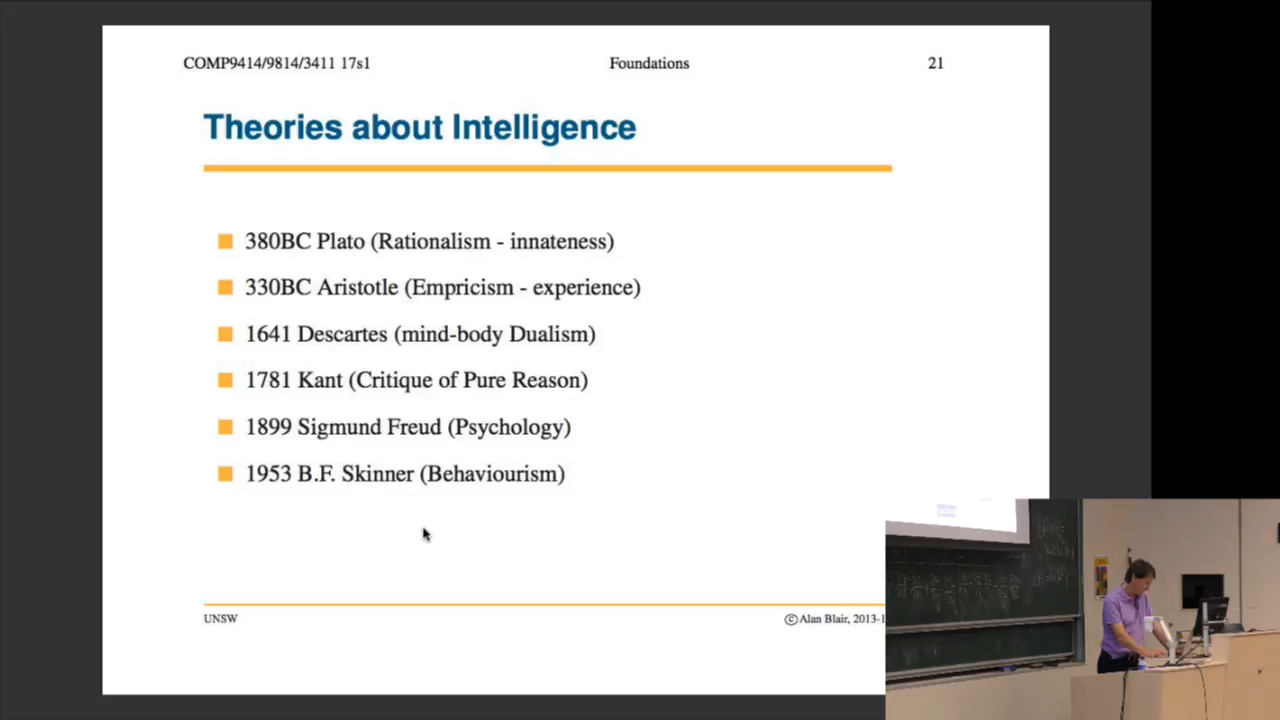 COMP9414/9814/3411 17s1 Foundations 21
Theories about Intelligence
380BC Plato (Rationalism - innateness)
330BC Aristotle (Empricism - experience)
1641 Descartes (mind-body Dualism)
1781 Kant (Critique of Pure Reason)
1899 Sigmund Freud (Psychology)
1953 B.F. Skinner (Behaviourism)
UNSW ©Alan Blair, 2013-1